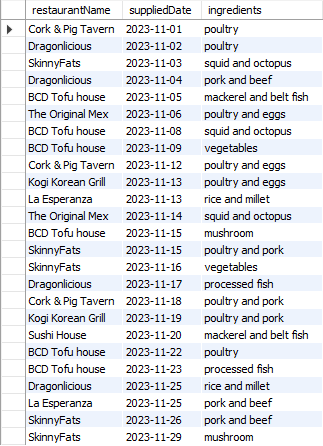 restaurantName suppliedDate ingredients
Cork & Pig Tavern 2023-11-01 poultry
Dragonlicious 2023-11-02 poultry
SkinnyFats 2023-11-03 squid and octopus
Dragonlicious 2023-11-04 pork and beef
BCD Tofu house 2023-11-05 mackerel and belt fish
The Original Mex 2023-11-06 poultry and eggs
BCD Tofu house 2023-11-08 squid and octopus
BCD Tofu house 2023-11-09 vegetables
Cork & Pig Tavern 2023-11-12 poultry and eggs
Kogi Korean Grill 2023-11-13 poultry and eggs
La Esperanza 2023-11-13 rice and millet
The Original Mex 2023-11-14 squid and octopus
BCD Tofu house 2023-11-15 mushroom
SkinnyFats 2023-11-15 poultry and pork
SkinnyFats 2023-11-16 vegetables
Dragonlicious 2023-11-17 processed fish
Cork & Pig Tavern 2023-11-18 poultry and pork
Kogi Korean Grill 2023-11-19 poultry and pork
Sushi House 2023-11-20 mackerel and belt fish
BCD Tofu house 2023-11-22 poultry
BCD Tofu house 2023-11-23 processed fish
Dragonlicious 2023-11-25 rice and millet
La Esperanza 2023-11-25 pork and beef
SkinnyFats 2023-11-26 pork and beef
SkinnyFats 2023-11-29 mushroom